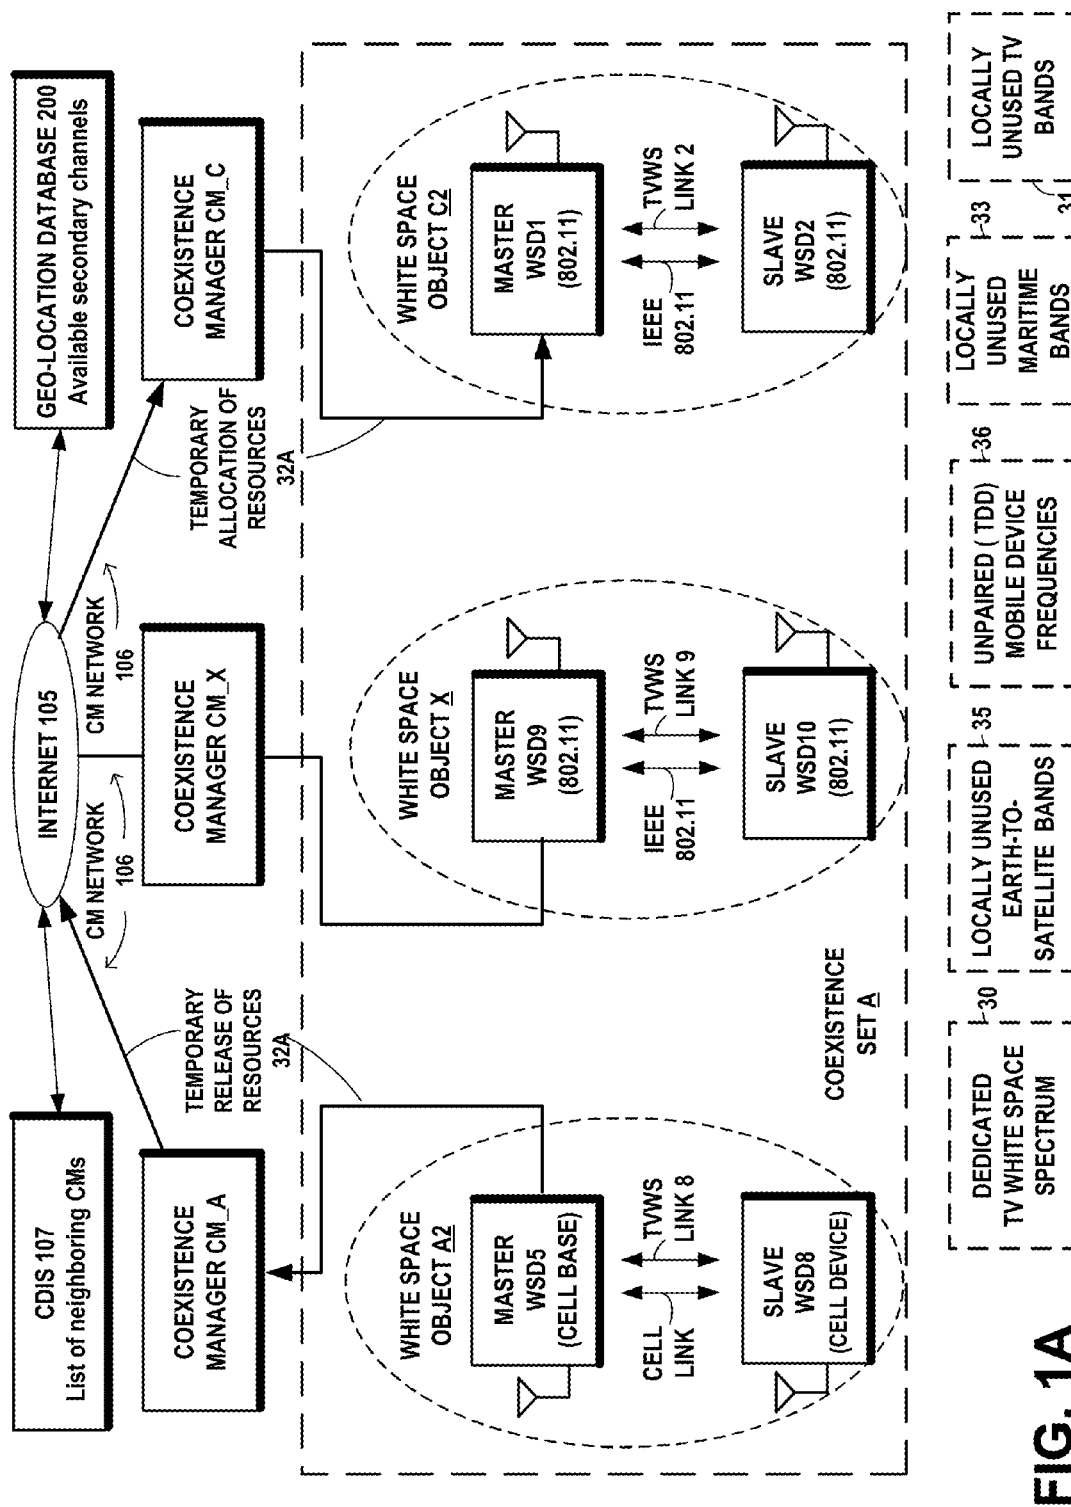 CDIS 107
List of neighboring CMs
INTERNET 105
GEO-LOCATION DATABASE 200
Available secondary channels
CM NETWORK
106
CM NETWORK
106
COEXISTENCE
MANAGER CM_A
COEXISTENCE
MANAGER CM_X
COEXISTENCE
MANAGER CM_C
TEMPORARY
RELEASE OF
RESOURCES
32A
TEMPORARY
ALLOCATION OF
RESOURCES
32A
WHITE SPACE
OBJECT A2
MASTER
WSD5
(CELL BASE)
CELL
LINK
TVWS
LINK 8
SLAVE
WSD8
(CELL DEVICE)
WHITE SPACE
OBJECT X
MASTER
WSD9
(802.11)
IEEE
802.11
TVWS
LINK 9
SLAVE
WSD10
(802.11)
WHITE SPACE
OBJECT C2
MASTER
WSD1
(802.11)
IEEE
802.11
TVWS
LINK 2
SLAVE
WSD2
(802.11)
COEXISTENCE
SET A
DEDICATED
TV WHITE SPACE
SPECTRUM
30
LOCALLY UNUSED
EARTH-TO-
SATELLITE BANDS
35
UNPAIRED (TDD)
MOBILE DEVICE
FREQUENCIES
36
LOCALLY
UNUSED
MARITIME
BANDS
33
LOCALLY
UNUSED TV
BANDS
31
FIG. 1A